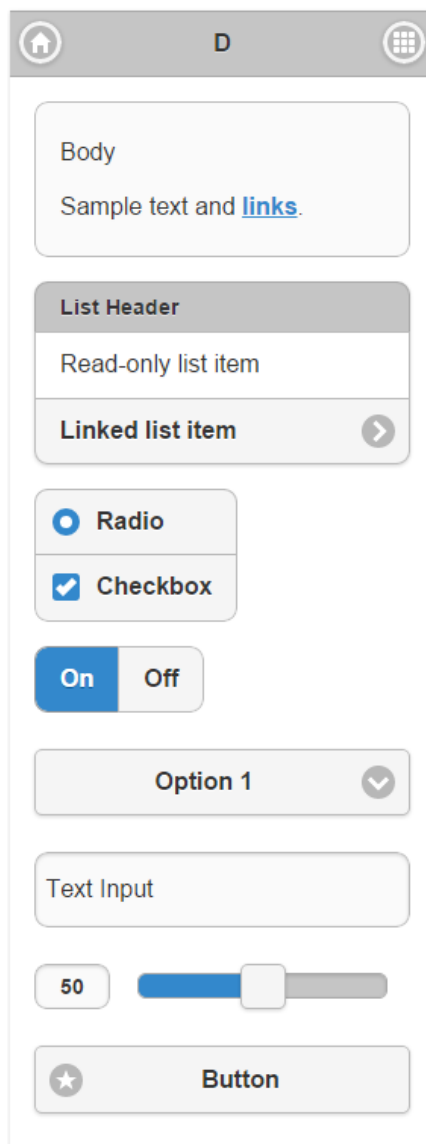 D
Body
Sample text and links.
List Header
Read-only list item
Linked list item
Radio
Checkbox
On Off
Option 1
Text Input
50
Button